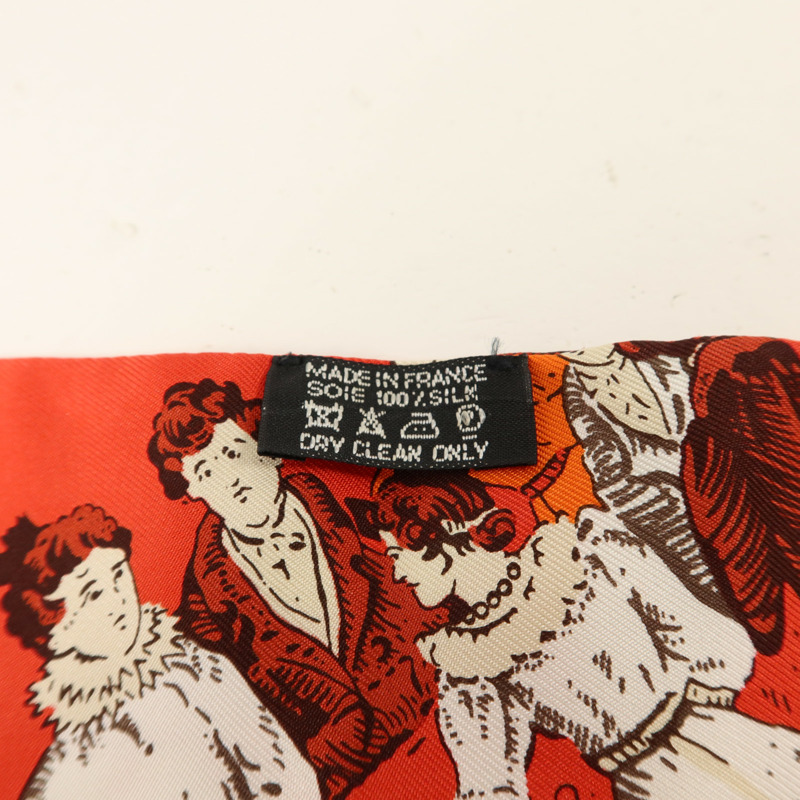 MADE IN FRANCE
SOIE 100% SILK
DRY CLEAN ONLY